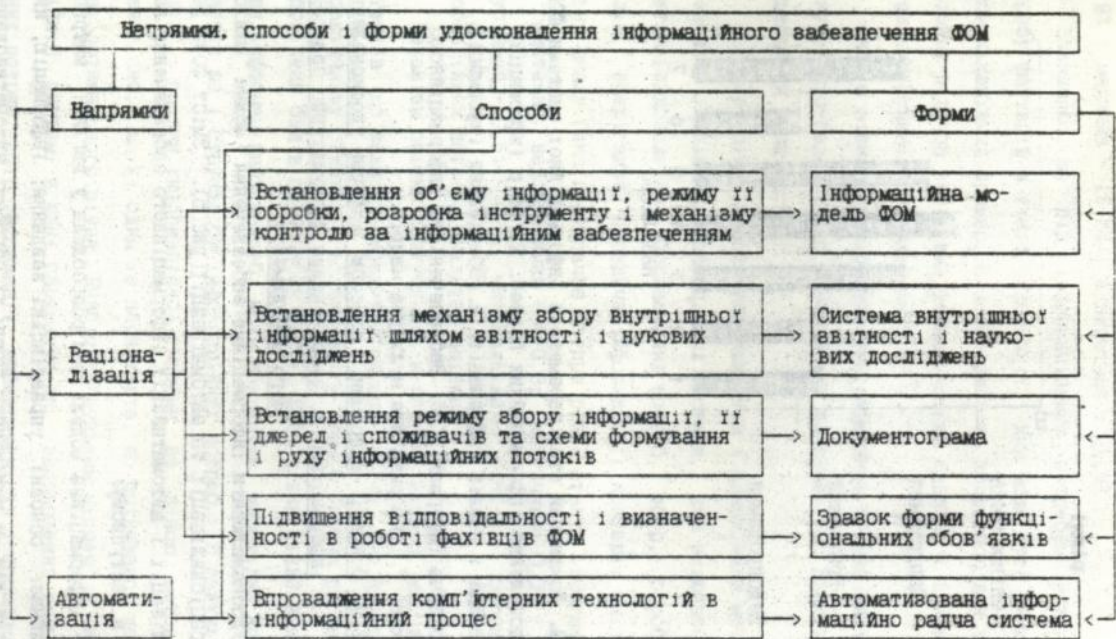 Напрямки, способи і форми удосконалення інформаційного забезпечення ФОМ
Напрямки
Способи
Форми
Встановлення об'єму інформації, режиму її
обробки, розробка інструменту і механізму
контролю за інформаційним забезпеченням
Інформаційна мо-
дель ФОМ
Раціона-
лізація
Встановлення механізму збору внутрішньої
інформації шляхом звітності і нукових
досліджень
Система внутрішньої
звітності і науко-
вих досліджень
Встановлення режиму збору інформації, її
джерел і споживачів та схеми формування
і руху інформаційних потоків
Документограма
Підвишення відповідальності і визначен-
ності в роботі фахівців ФОМ
Зразок форми функці-
ональних обов'язків
Автомати-
зація
Впровадження комп'ютерних технологій в
інформаційний процес
Автоматизована інфор-
маційно радча система